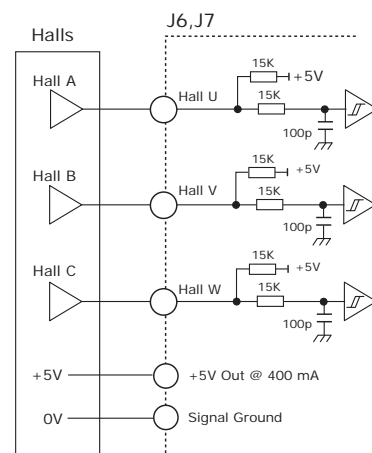 J6,J7
Halls
15K
+5V
Hall A
Hall U
15K
100p
15K
+5V
Hall B
Hall V
15K
100p
15K
+5V
Hall C
Hall W
15K
100p
+5V
+5V Out @ 400 mA
0V
Signal Ground